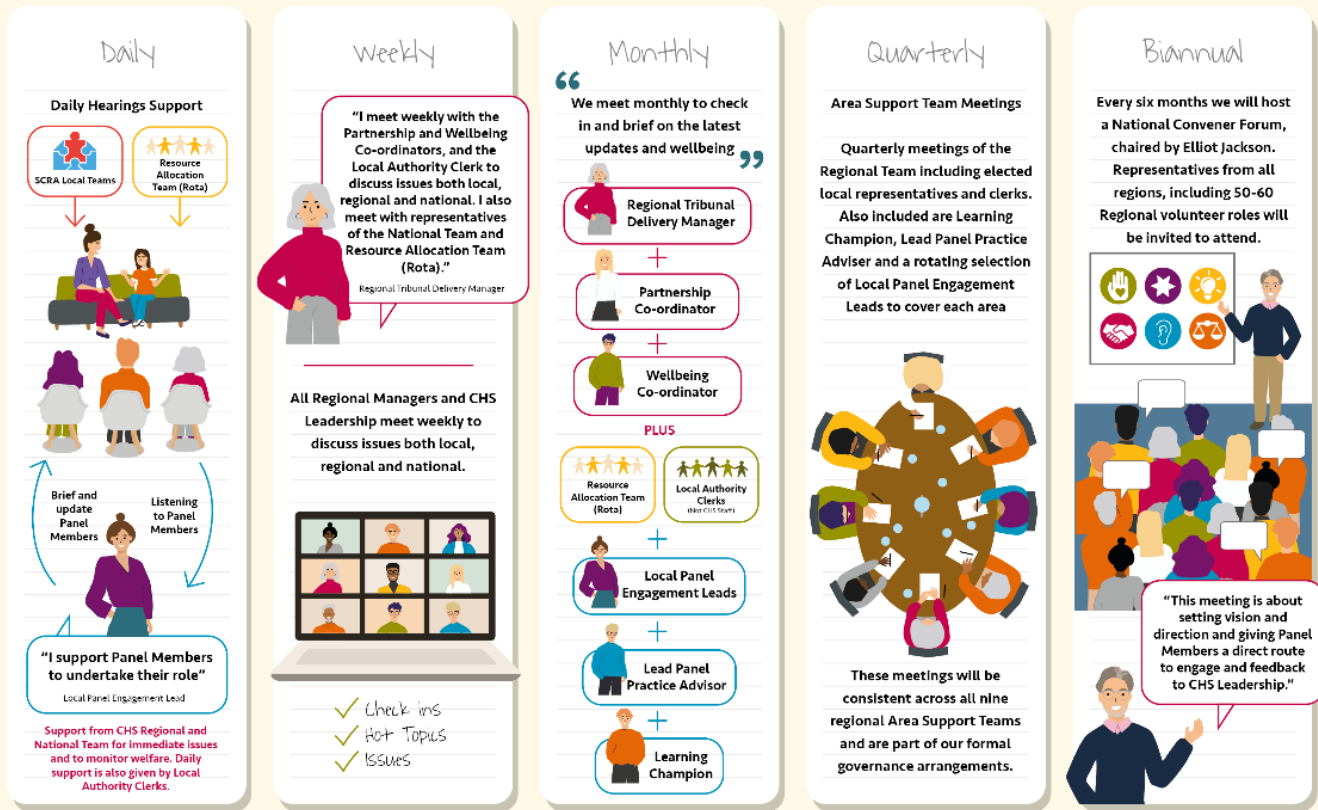 Daily
Daily Hearings Support
SCRA Local Teams
Resource
Allocation
Team (Rota)
Brief and
update
Panel
Members
Listening
to Panel
Members
“I support Panel Members
to undertake their role”
Local Panel Engagement Lead
Support from CHS Regional and
National Team for immediate issues
and to monitor welfare. Daily
support is also given by Local
Authority Clerks.
Weekly
“I meet weekly with the
Partnership and Wellbeing
Co-ordinators, and the
Local Authority Clerk to
discuss issues both local,
regional and national. I also
meet with representatives
of the National Team and
Resource Allocation Team
(Rota).”
Regional Tribunal Delivery Manager
All Regional Managers and CHS
Leadership meet weekly to
discuss issues both local,
regional and national.
Check ins
Hot Topics
Issues
Monthly
“
We meet monthly to check
in and brief on the latest
updates and wellbeing
”
Regional Tribunal
Delivery Manager
+
Partnership
Co-ordinator
+
Wellbeing
Co-ordinator
PLUS
Resource
Allocation Team
(Rota)
Local Authority
Clerks
(Not CHS Staff)
+
Local Panel
Engagement Leads
+
Lead Panel
Practice Advisor
+
Learning
Champion
Quarterly
Area Support Team Meetings
Quarterly meetings of the
Regional Team including elected
local representatives and clerks.
Also included are Learning
Champion, Lead Panel Practice
Adviser and a rotating selection
of Local Panel Engagement
Leads to cover each area
These meetings will be
consistent across all nine
regional Area Support Teams
and are part of our formal
governance arrangements.
Biannual
Every six months we will host
a National Convener Forum,
chaired by Elliot Jackson.
Representatives from all
regions, including 50-60
Regional volunteer roles will
be invited to attend.
“This meeting is about
setting vision and
direction and giving Panel
Members a direct route
to engage and feedback
to CHS Leadership.”